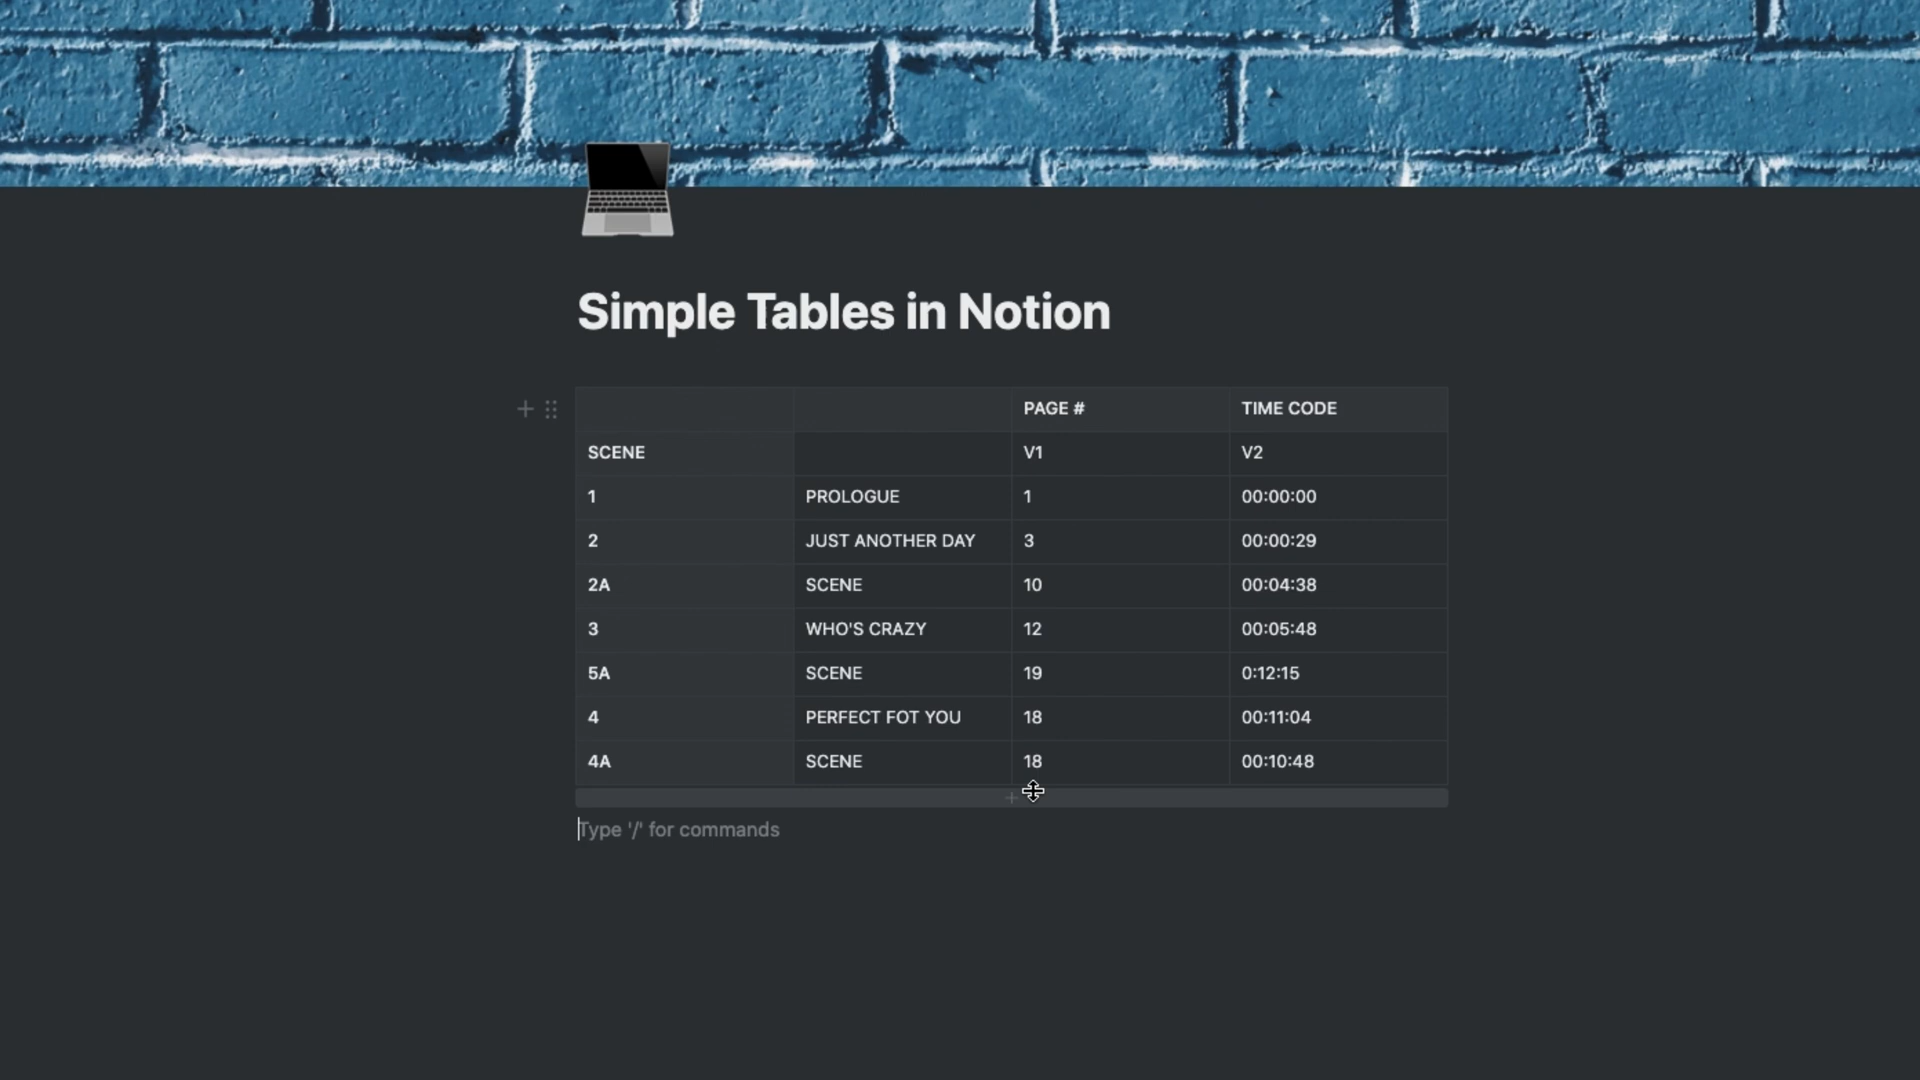 Simple Tables in Notion
PAGE # TIME CODE
SCENE V1 V2
1 PROLOGUE 1 00:00:00
2 JUST ANOTHER DAY 3 00:00:29
2A SCENE 10 00:04:38
3 WHO'S CRAZY 12 00:05:48
5A SCENE 19 0:12:15
4 PERFECT FOT YOU 18 00:11:04
4A SCENE 18 00:10:48
Type '/' for commands